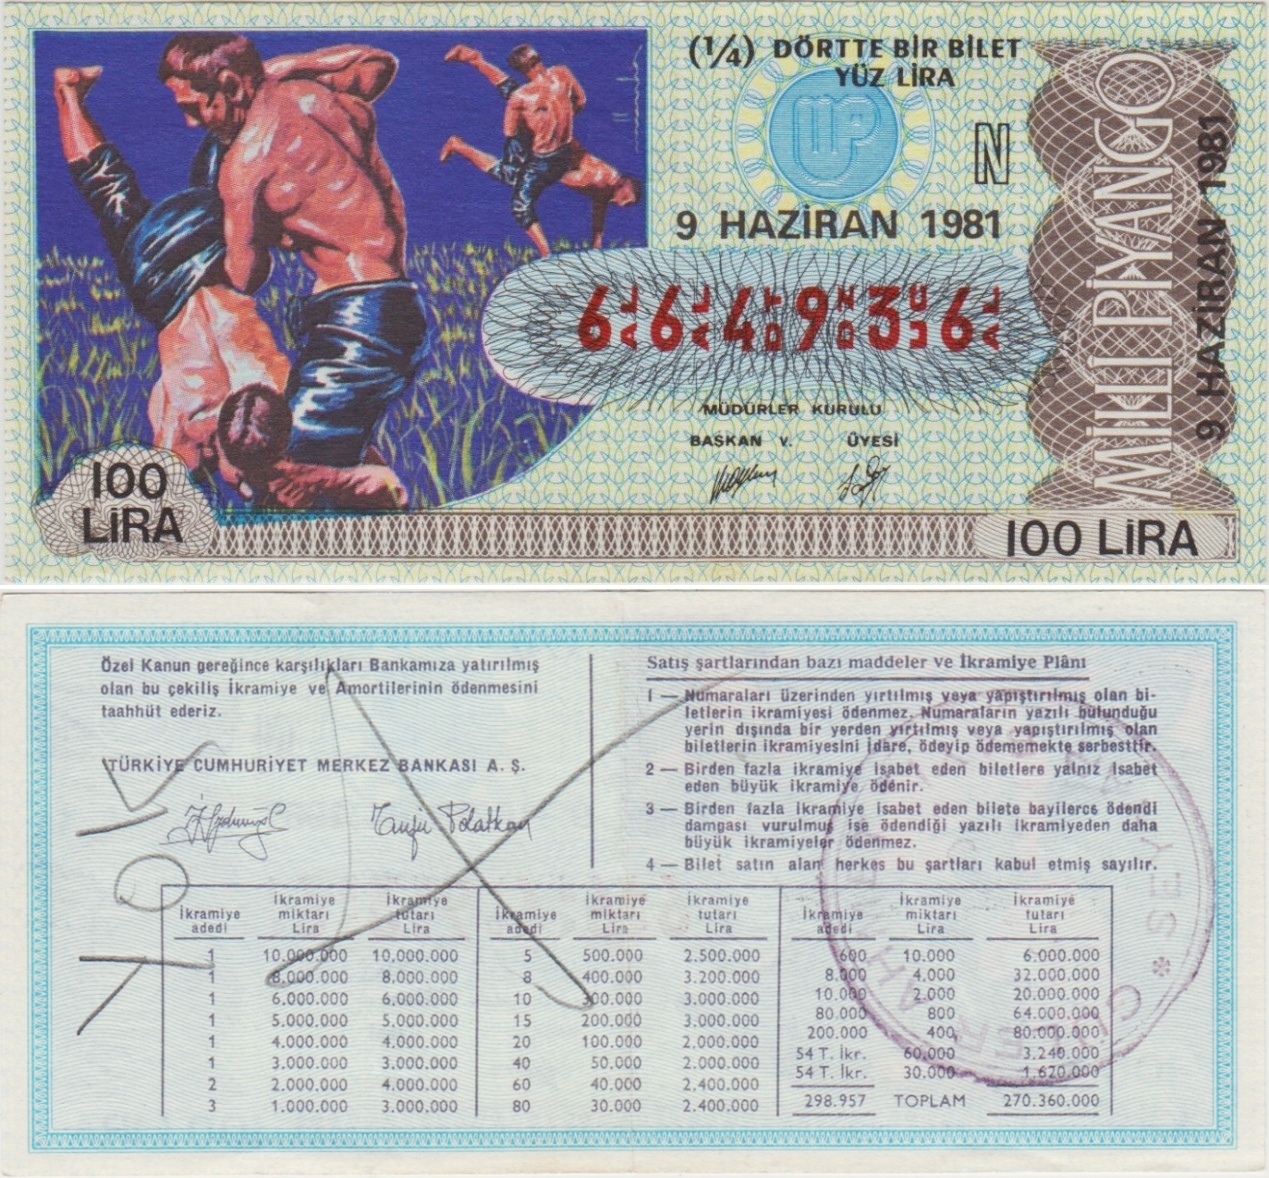 (1/4) DÖRTTE BİR BİLET
YÜZ LİRA
N
9 HAZİRAN 1981
6 6 4 9 3 6
MÜDÜRLER KURULU
BAŞKAN V. ÜYESİ
100
LİRA
100 LİRA
MİLLİ PİYANGO
9 HAZİRAN 1981
Özel Kanun gereğince karşılıkları Bankamıza yatırılmış
olan bu çekiliş İkramiye ve Amortilerinin ödenmesini
taahhüt ederiz.
TÜRKİYE CUMHURİYET MERKEZ BANKASI A. Ş.
Satış şartlarından bazı maddeler ve İkramiye Plânı
1 — Numaraları üzerinden yırtılmış veya yapıştırılmış olan bi-
letlerin ikramiyesi ödenmez. Numaraların yazılı bulunduğu
yerin dışında bir yerden yırtılmış veya yapıştırılmış olan
biletlerin ikramiyesini İdare, ödeyip ödememekte serbesttir.
2 — Birden fazla ikramiye isabet eden biletlere yalnız isabet
eden büyük ikramiye ödenir.
3 — Birden fazla ikramiye isabet eden bilete bayilerce ödendi
damgası vurulmuş ise ödendiği yazılı ikramiyeden daha
büyük ikramiyeler ödenmez.
4 — Bilet satın alan herkes bu şartları kabul etmiş sayılır.
İkramiye adedi İkramiye miktarı Lira İkramiye tutarı Lira İkramiye adedi İkramiye miktarı Lira İkramiye tutarı Lira İkramiye adedi İkramiye miktarı Lira İkramiye tutarı Lira
1 10.000.000 10.000.000 5 500.000 2.500.000 600 10.000 6.000.000
1 8.000.000 8.000.000 8 400.000 3.200.000 8.000 4.000 32.000.000
1 6.000.000 6.000.000 10 300.000 3.000.000 10.000 2.000 20.000.000
1 5.000.000 5.000.000 15 200.000 3.000.000 80.000 800 64.000.000
1 4.000.000 4.000.000 20 100.000 2.000.000 200.000 400 80.000.000
1 3.000.000 3.000.000 40 50.000 2.000.000 54 T. İkr. 60.000 3.240.000
2 2.000.000 4.000.000 60 40.000 2.400.000 54 T. İkr. 30.000 1.620.000
3 1.000.000 3.000.000 80 30.000 2.400.000 298.957 TOPLAM 270.360.000